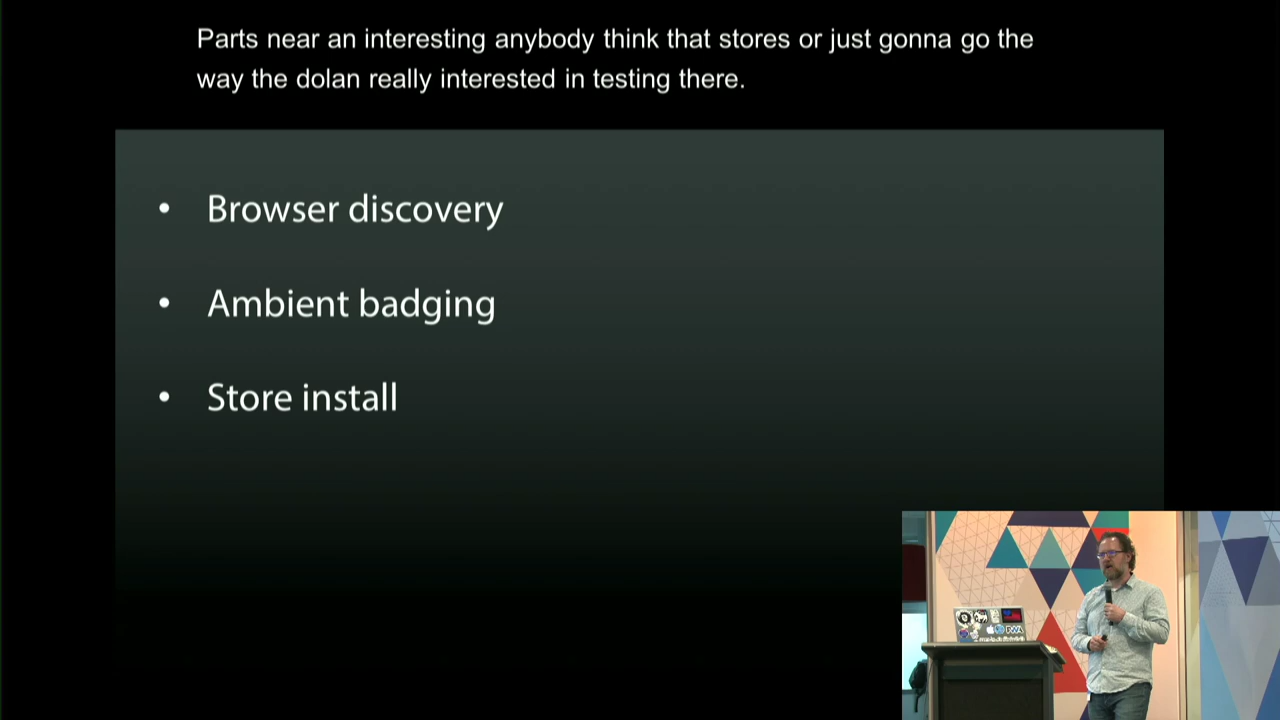 Parts near an interesting anybody think that stores or just gonna go the
way the dolan really interested in testing there.
• Browser discovery
• Ambient badging
• Store install
PWA